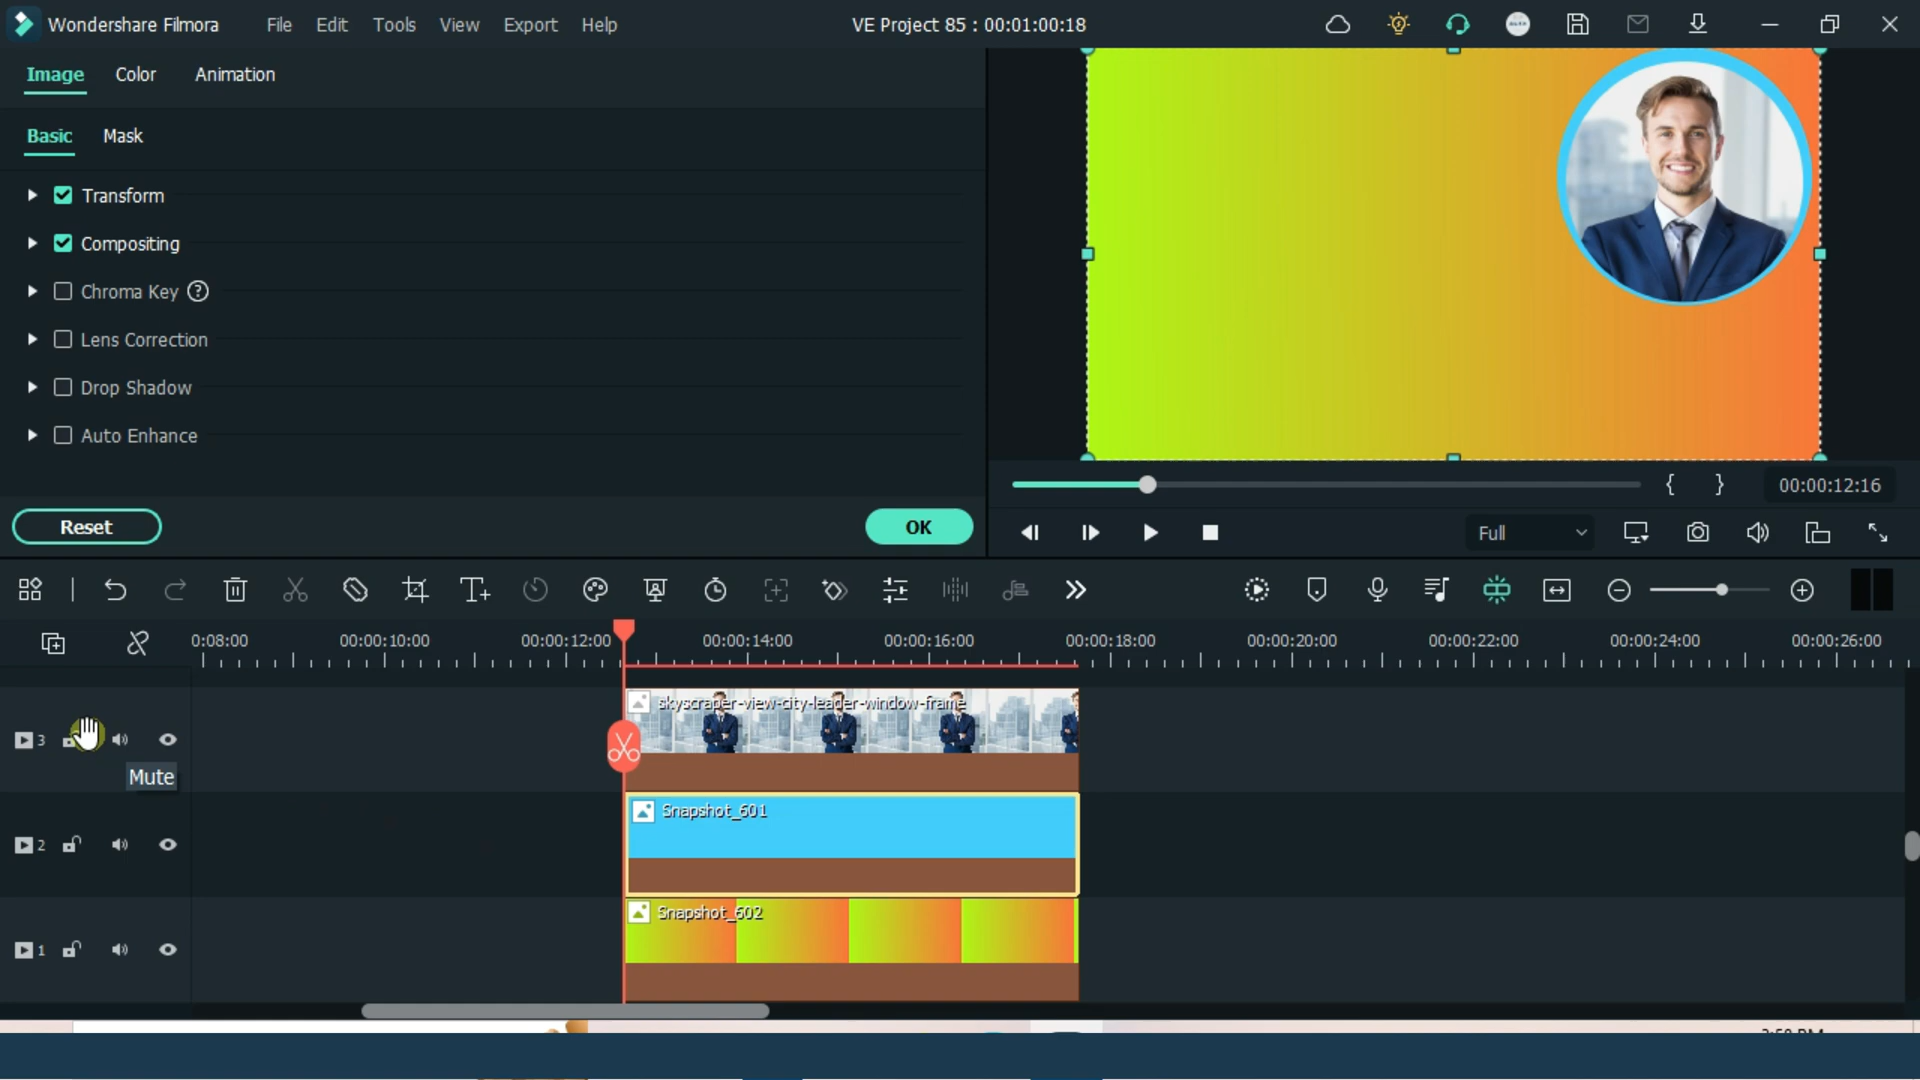 Wondershare Filmora File Edit Tools View Export Help VE Project 85 : 00:01:00:18
Image Color Animation
Basic Mask
Transform
Compositing
Chroma Key ?
Lens Correction
Drop Shadow
Auto Enhance
Reset OK
{ } 00:00:12:16
Full
0:08:00 00:00:10:00 00:00:12:00 00:00:14:00 00:00:16:00 00:00:18:00 00:00:20:00 00:00:22:00 00:00:24:00 00:00:26:00
skyscraper-view-city-leader-window-frame
3
Mute
Snapshot_601
2
Snapshot_602
1